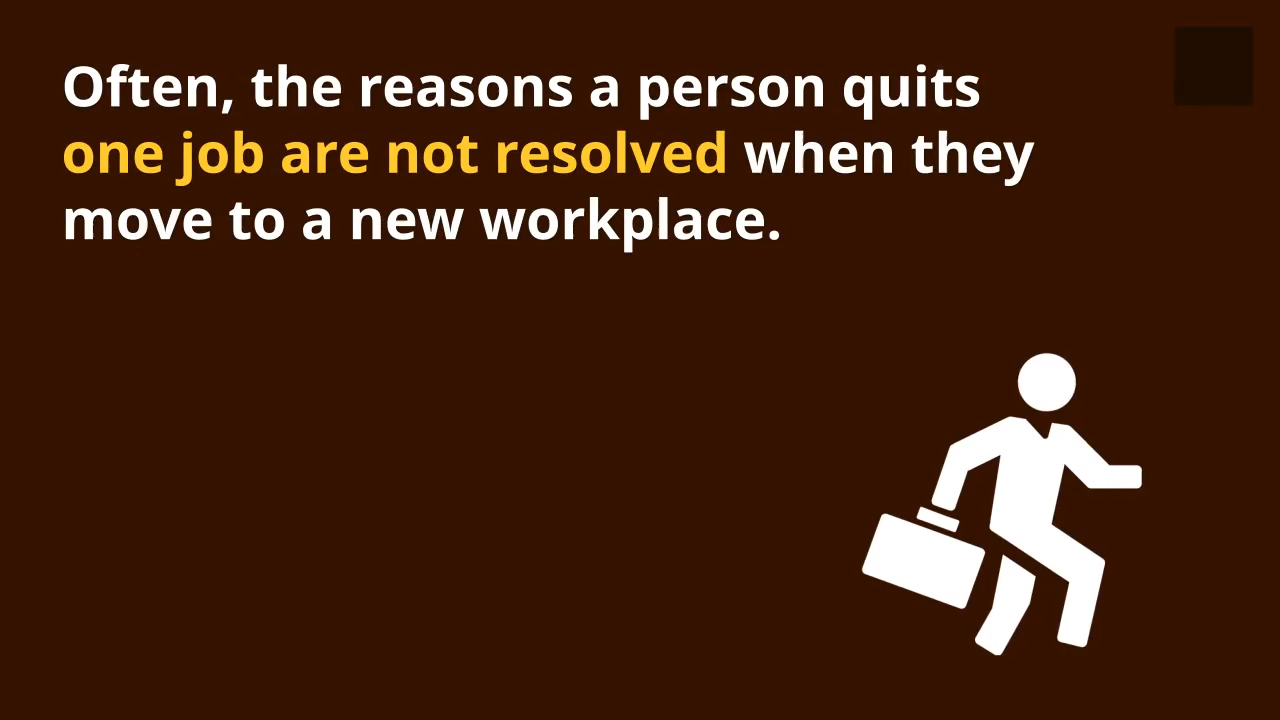 Often, the reasons a person quits
one job are not resolved when they
move to a new workplace.